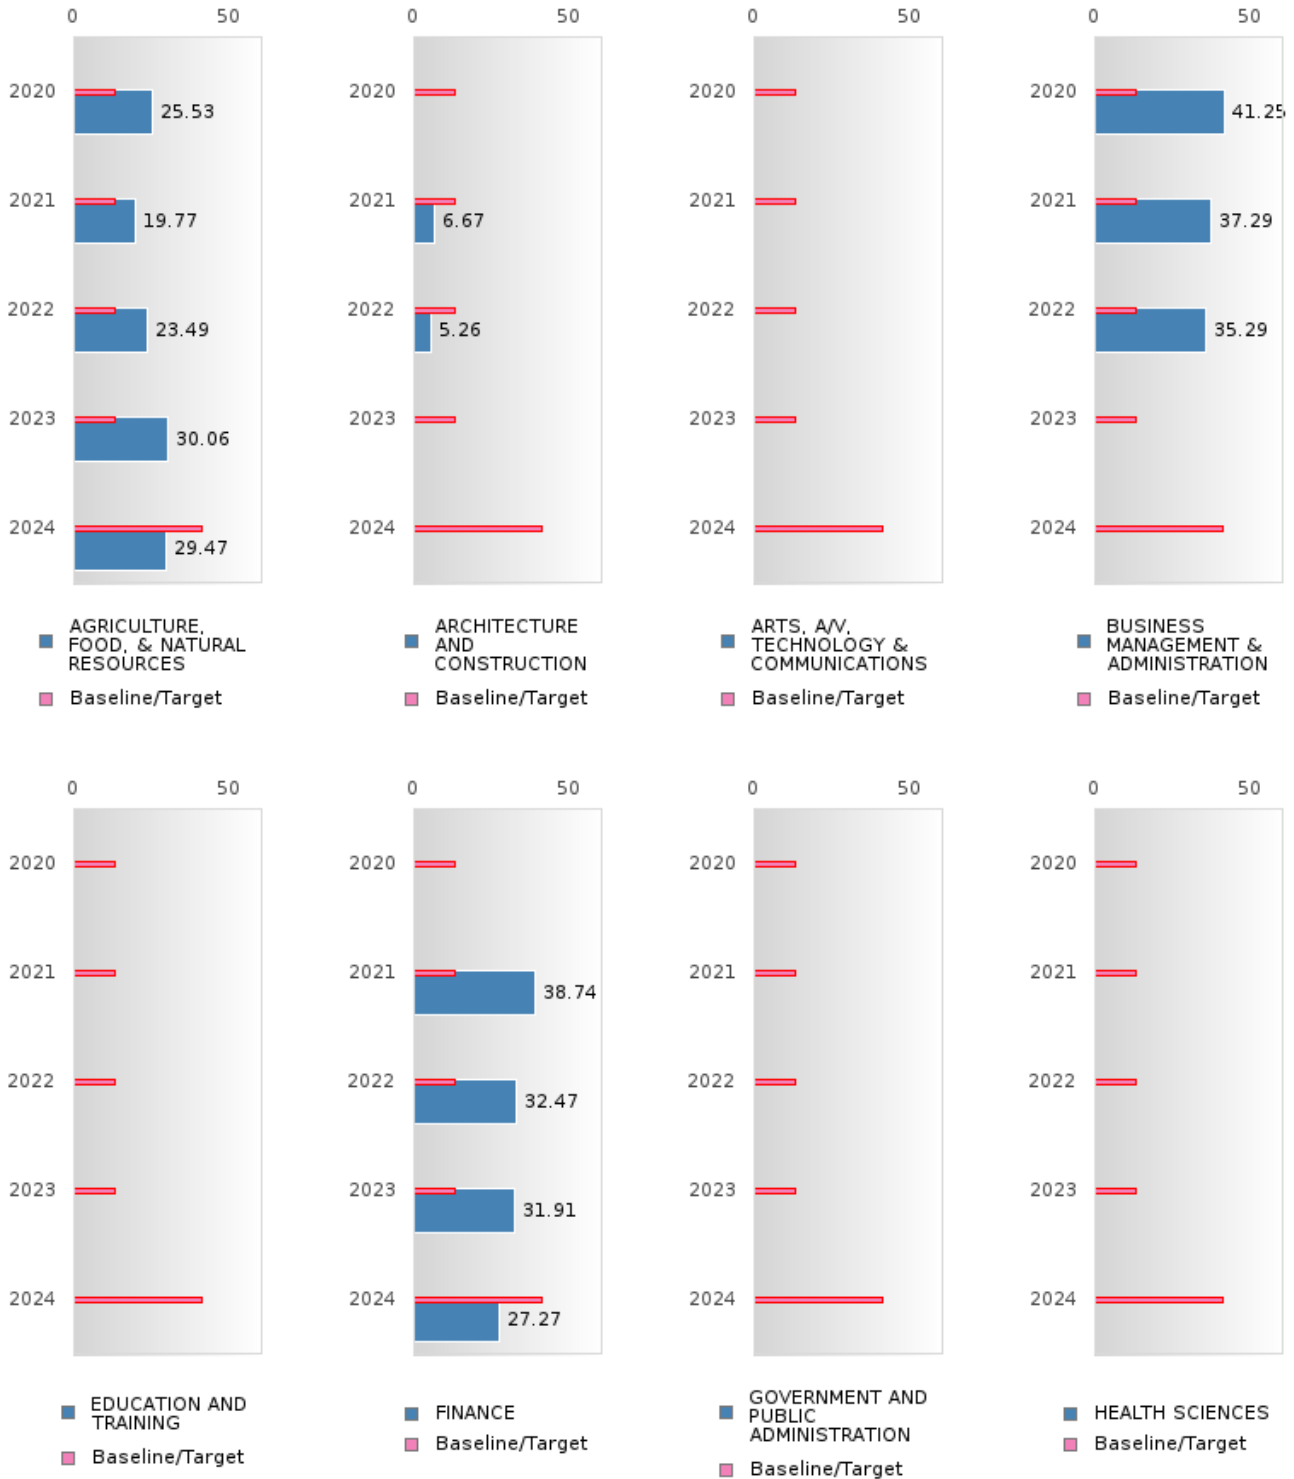 0 50
2020
25.53
2021
19.77
2022
23.49
2023
30.06
2024
29.47
AGRICULTURE,
FOOD, & NATURAL
RESOURCES
Baseline/Target
0 50
2020
2021
6.67
2022
5.26
2023
2024
ARCHITECTURE
AND
CONSTRUCTION
Baseline/Target
0 50
2020
2021
2022
2023
2024
ARTS, A/V,
TECHNOLOGY &
COMMUNICATIONS
Baseline/Target
0 50
2020
41.25
2021
37.29
2022
35.29
2023
2024
BUSINESS
MANAGEMENT &
ADMINISTRATION
Baseline/Target
0 50
2020
2021
2022
2023
2024
EDUCATION AND
TRAINING
Baseline/Target
0 50
2020
2021
38.74
2022
32.47
2023
31.91
2024
27.27
FINANCE
Baseline/Target
0 50
2020
2021
2022
2023
2024
GOVERNMENT AND
PUBLIC
ADMINISTRATION
Baseline/Target
0 50
2020
2021
2022
2023
2024
HEALTH SCIENCES
Baseline/Target